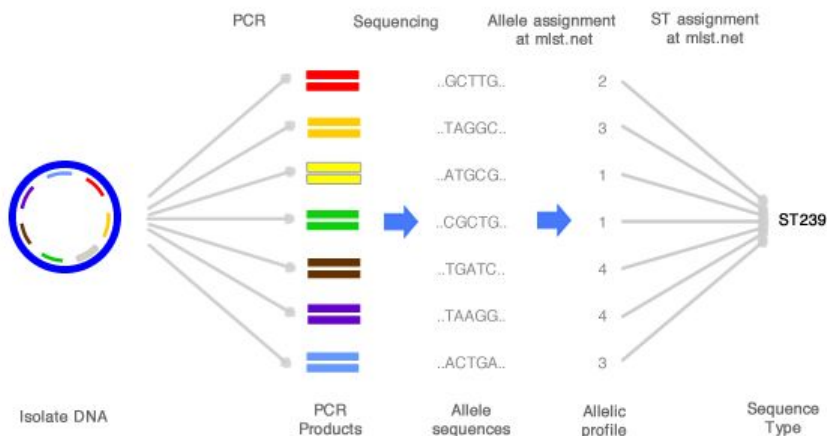 PCR
Sequencing
Allele assignment
at mlst.net
ST assignment
at mlst.net
..GCTTG..
2
..TAGGC..
3
..ATGCG..
1
..CGCTG..
1
ST239
..TGATC..
4
..TAAGG..
4
..ACTGA..
3
Isolate DNA
PCR
Products
Allele
sequences
Allelic
profile
Sequence
Type